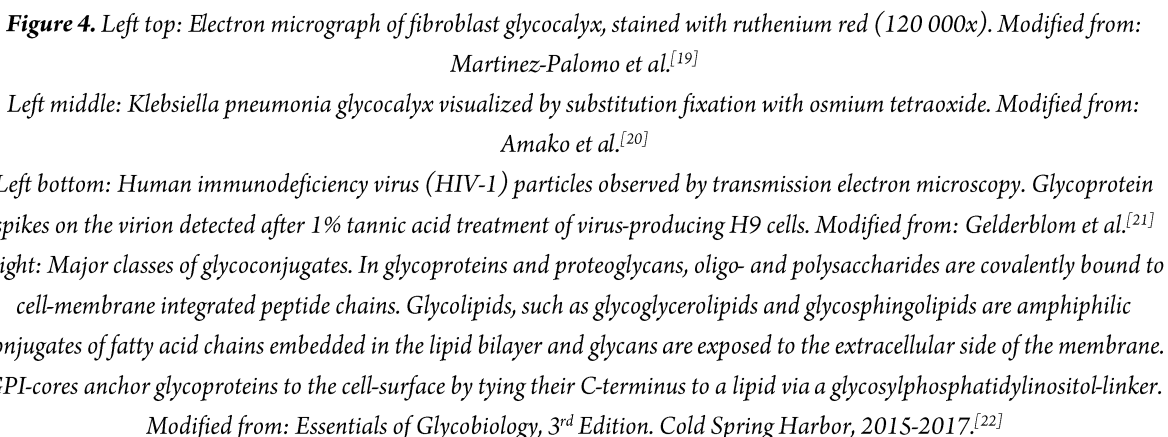 Figure 4. Left top: Electron micrograph of fibroblast glycocalyx, stained with ruthenium red (120 000x). Modified from:
Martinez-Palomo et al.[19]
Left middle: Klebsiella pneumonia glycocalyx visualized by substitution fixation with osmium tetraoxide. Modified from:
Amako et al.[20]
Left bottom: Human immunodeficiency virus (HIV-1) particles observed by transmission electron microscopy. Glycoprotein
spikes on the virion detected after 1% tannic acid treatment of virus-producing H9 cells. Modified from: Gelderblom et al.[21]
ight: Major classes of glycoconjugates. In glycoproteins and proteoglycans, oligo- and polysaccharides are covalently bound to
cell-membrane integrated peptide chains. Glycolipids, such as glycoglycerolipids and glycosphingolipids are amphiphilic
onjugates of fatty acid chains embedded in the lipid bilayer and glycans are exposed to the extracellular side of the membrane.
GPI-cores anchor glycoproteins to the cell-surface by tying their C-terminus to a lipid via a glycosylphosphatidylinositol-linker.
Modified from: Essentials of Glycobiology, 3rd Edition. Cold Spring Harbor, 2015-2017.[22]